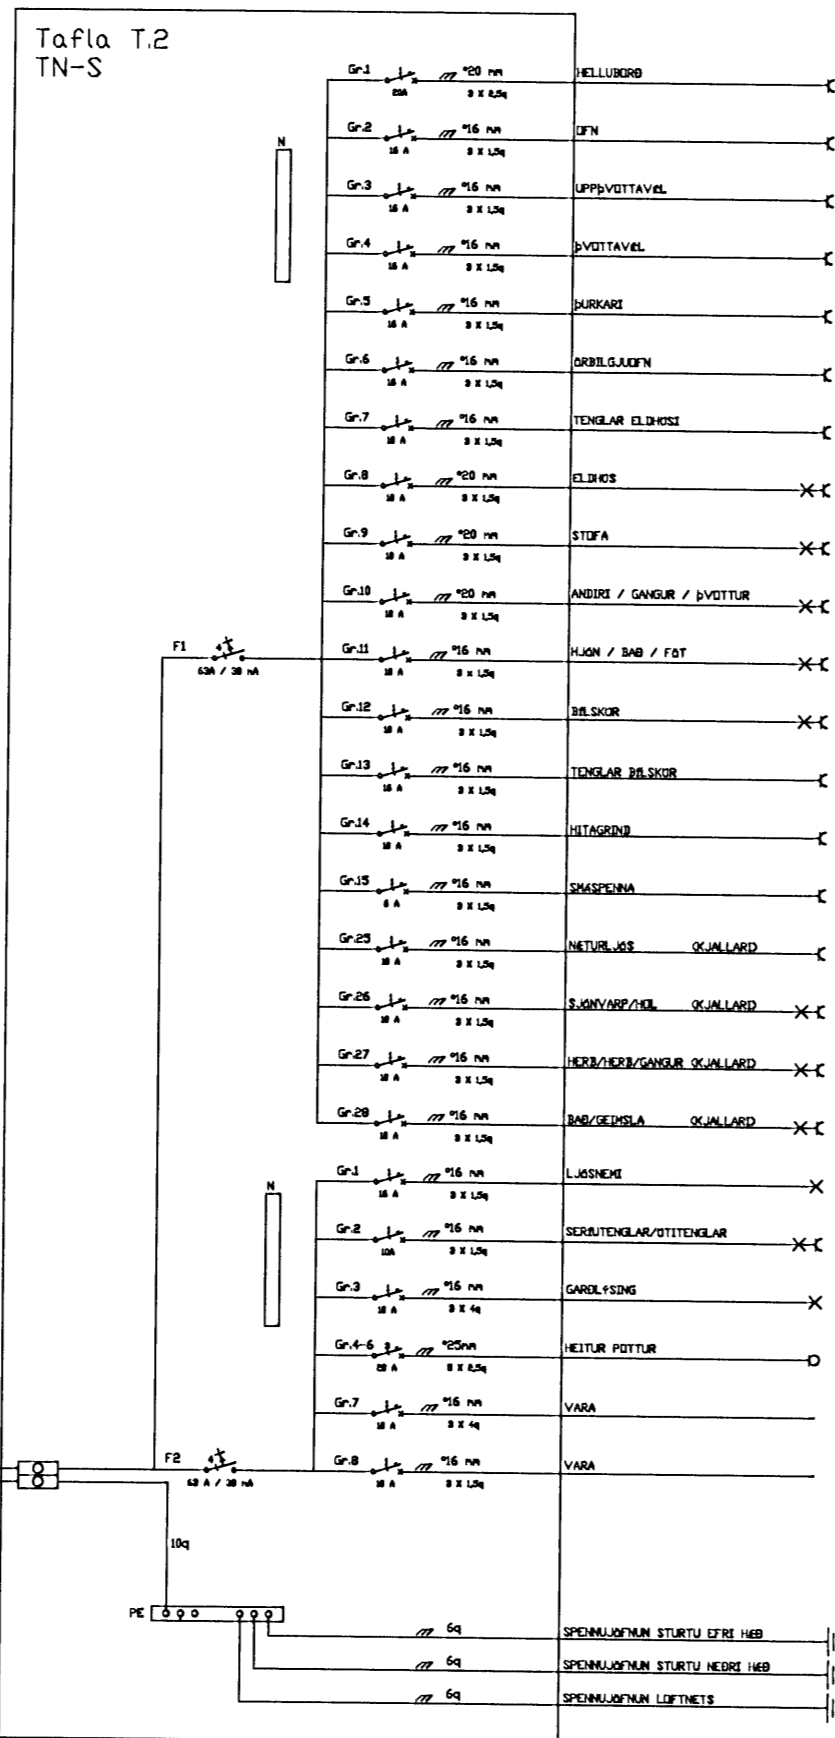 Tafla T.2
TN-S
N
Gr.1 °20 mm HELLUBORÐ
20A 3 X 2,5q
Gr.2 °16 mm OFN
16 A 3 X 1,5q
Gr.3 °16 mm UPPÞVOTTAVÉL
16 A 3 X 1,5q
Gr.4 °16 mm ÞVOTTAVÉL
16 A 3 X 1,5q
Gr.5 °16 mm ÞURKARI
16 A 3 X 1,5q
Gr.6 °16 mm ÖRBILGJUOFN
16 A 3 X 1,5q
Gr.7 °16 mm TENGLAR ELDHÚSI
3 X 1,5q
Gr.8 °20 mm ELDHÚS
10 A 3 X 1,5q
Gr.9 °20 mm STOFA
10 A 3 X 1,5q
Gr.10 °20 mm ANDIRI / GANGUR / ÞVOTTUR
10 A 3 X 1,5q
F1
63A / 30 mA
Gr.11 °16 mm HJÓN / BAÐ / FÖT
10 A 3 x 1,5q
Gr.12 °16 mm BÍLSKÚR
10 A 3 X 1,5q
Gr.13 °16 mm TENGLAR BÍLSKÚR
16 A 3 X 1,5q
Gr.14 °16 mm HITAGRIND
10 A 3 X 1,5q
Gr.15 °16 mm SMÁSPENNA
6 A 3 X 1,5q
Gr.25 °16 mm NÆTURLJÓS (KJALLARI)
10 A 3 X 1,5q
Gr.26 °16 mm SJÓNVARP/HOL (KJALLARI)
10 A 3 X 1,5q
Gr.27 °16 mm HERB/HERB/GANGUR (KJALLARI)
10 A 3 X 1,5q
Gr.28 °16 mm BAÐ/GEIMSLA (KJALLARI)
10 A 3 X 1,5q
N
Gr.1 °16 mm LJÓSNEMI
16 A 3 X 1,5q
Gr.2 °16 mm SERÍUTENGLAR/ÚTITENGLAR
10A 3 X 1,5q
Gr.3 °16 mm GARÐLÝSING
10 A 3 X 4q
Gr.4-6 3 °25mm HEITUR POTTUR
20 A 2,5q
Gr.7 °16 mm VARA
10 A 3 X 4q
F2
63 A / 30 mA
Gr.8 °16 mm VARA
10 A 3 X 1,5q
10q
PE
6q SPENNUJÖFNUN STURTU EFRI HÆÐ
6q SPENNUJÖFNUN STURTU NEÐRI HÆÐ
6q SPENNUJÖFNUN LOFTNETS